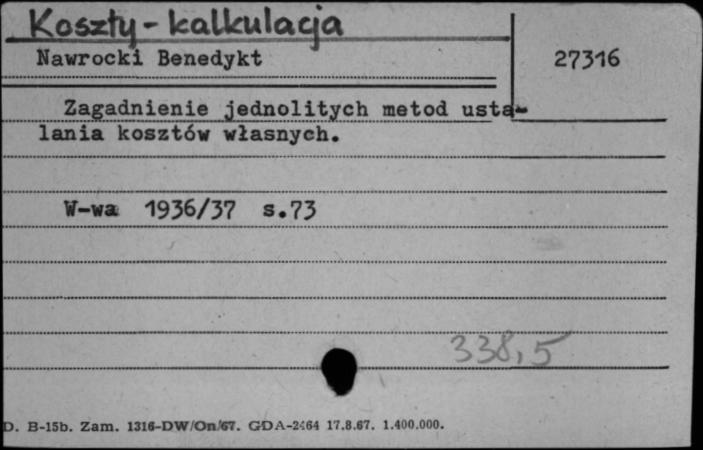 Koszty - kalkulacja
Nawrocki Benedykt
27316
Zagadnienie jednolitych metod usta-
lania kosztów własnych.
W-wa 1936/37 s.73
338,5
D. B-15b. Zam. 1316-DW/On/67. GDA-2464 17.8.67. 1.400.000.